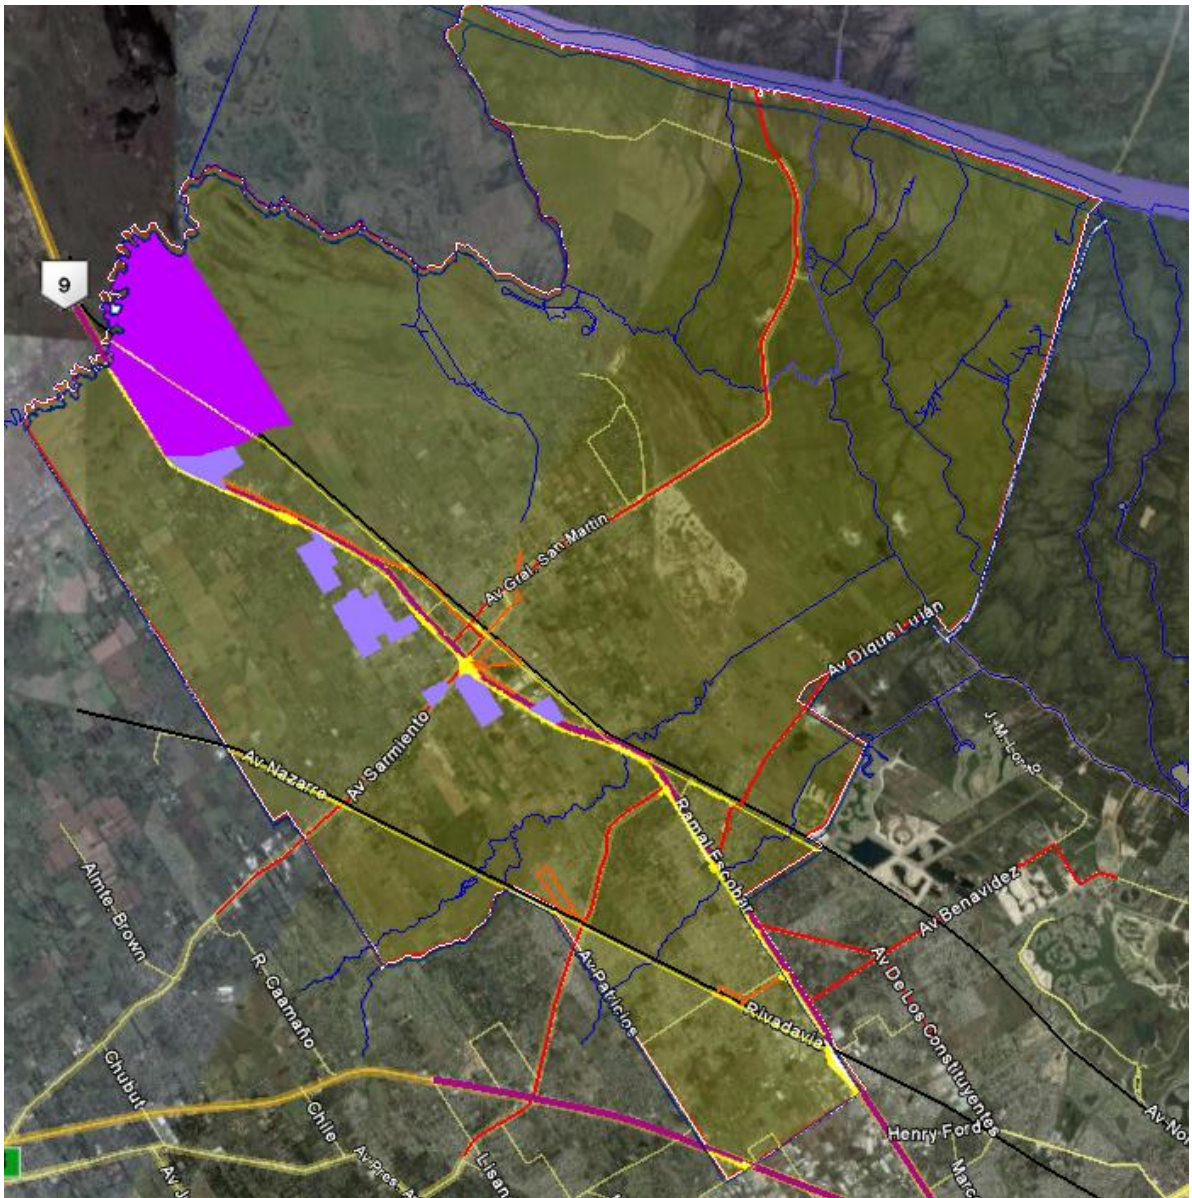 9
Av Gral. San Martin
Av Dique Luján
Av Sarmiento
Av Nazarre
Ramal Escobar
Av Benavidez
Almte. Brown
R. Caamaño
Av Patricios
Av De Los Constituyentes
Rivadavia
Chubut
Chile
Henry Ford
Av Pres. A
Lisan
Av J
Marc
Av Nor